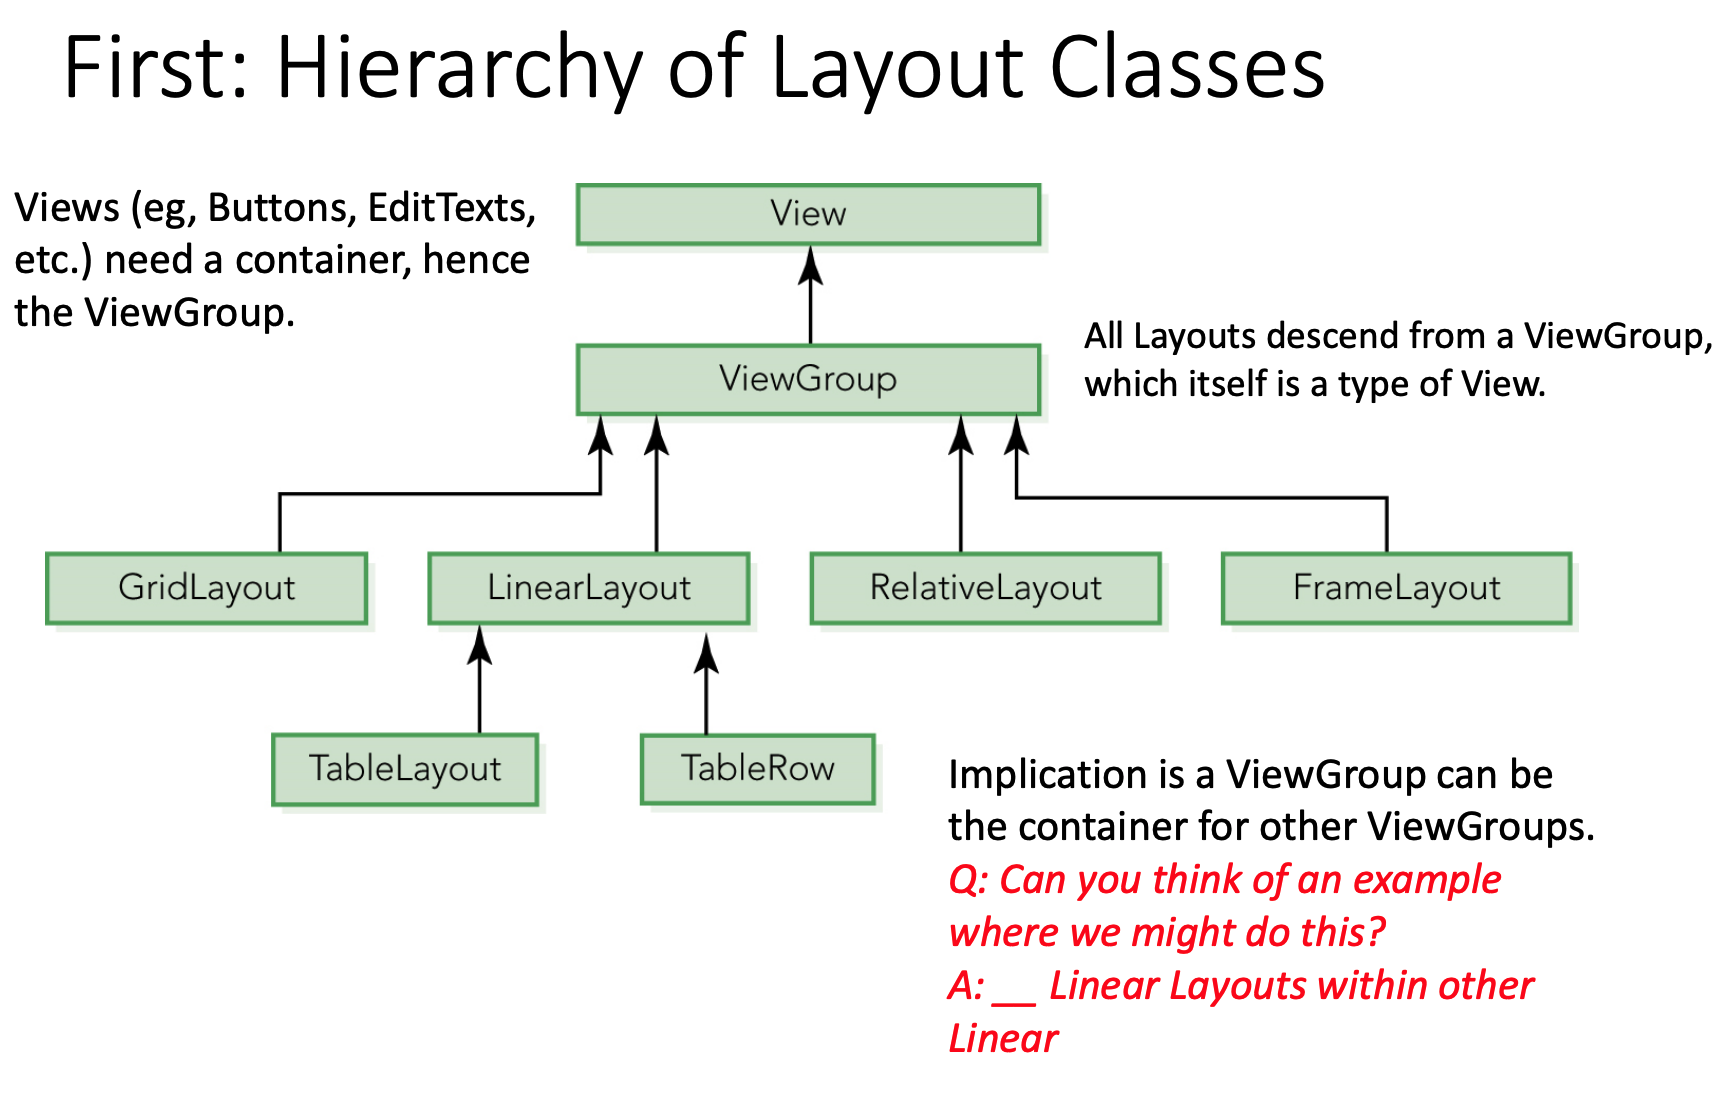 First: Hierarchy of Layout Classes
Views (eg, Buttons, EditTexts,
etc.) need a container, hence
the ViewGroup.
View
ViewGroup
All Layouts descend from a ViewGroup,
which itself is a type of View.
GridLayout
LinearLayout
RelativeLayout
FrameLayout
TableLayout
TableRow
Implication is a ViewGroup can be
the container for other ViewGroups.
Q: Can you think of an example
where we might do this?
A: __ Linear Layouts within other
Linear